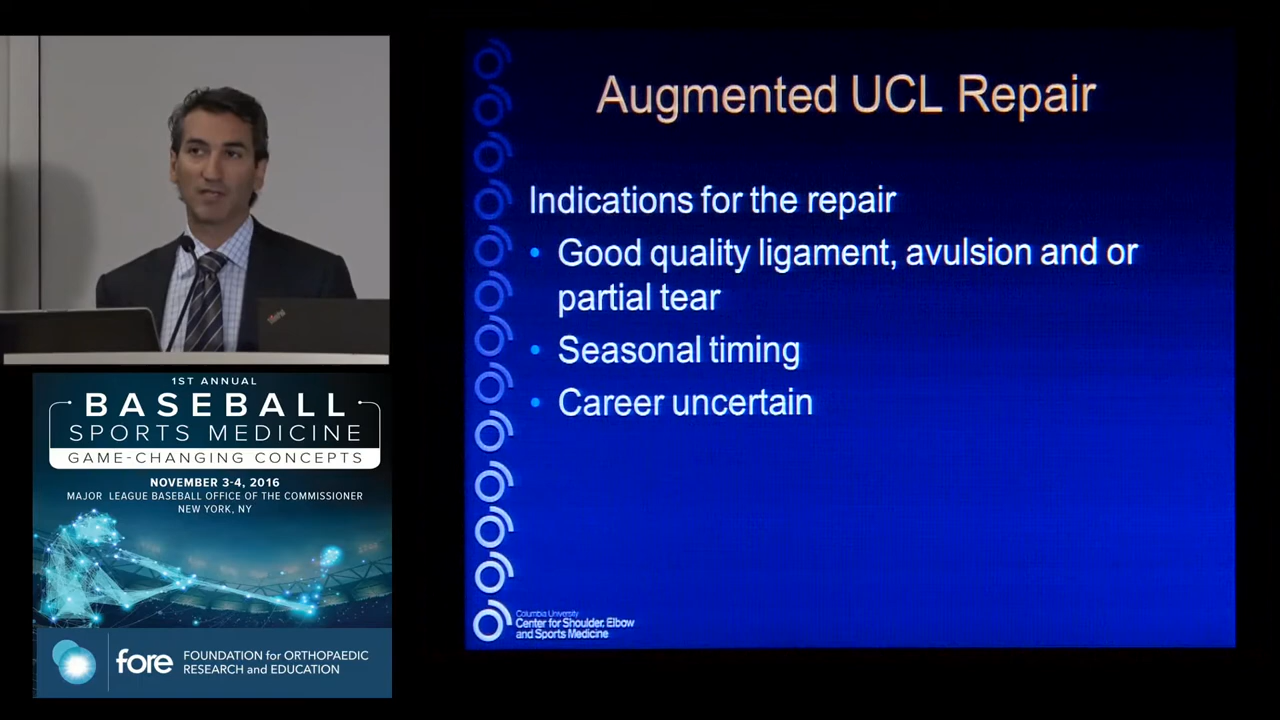 Augmented UCL Repair
Indications for the repair
• Good quality ligament, avulsion and or
partial tear
• Seasonal timing
• Career uncertain
Columbia University
Center for Shoulder, Elbow
and Sports Medicine
ThinkPad
1ST ANNUAL
BASEBALL
SPORTS MEDICINE
GAME-CHANGING CONCEPTS
NOVEMBER 3-4, 2016
MAJOR LEAGUE BASEBALL OFFICE OF THE COMMISSIONER
NEW YORK, NY
fore
FOUNDATION for ORTHOPAEDIC
RESEARCH and EDUCATION